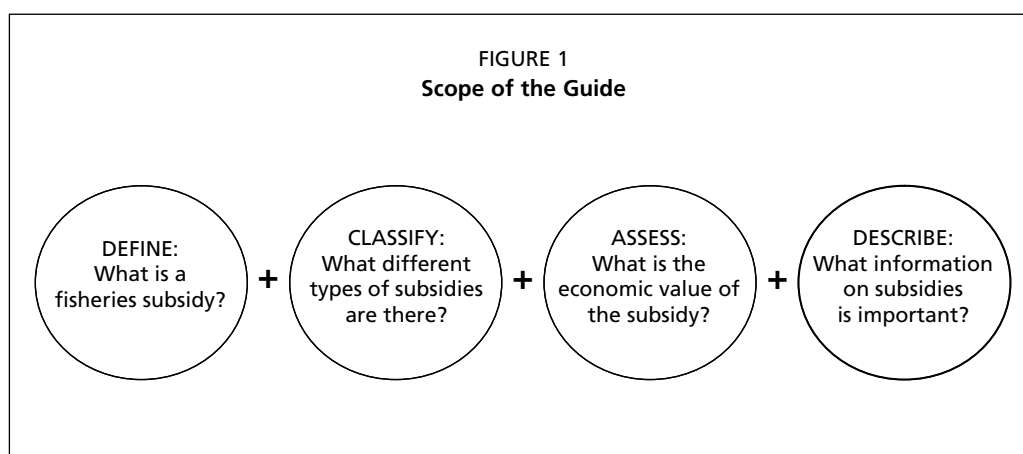 FIGURE 1
Scope of the Guide
DEFINE:
What is a
fisheries subsidy?
+
CLASSIFY:
What different
types of subsidies
are there?
+
ASSESS:
What is the
economic value of
the subsidy?
+
DESCRIBE:
What information
on subsidies
is important?